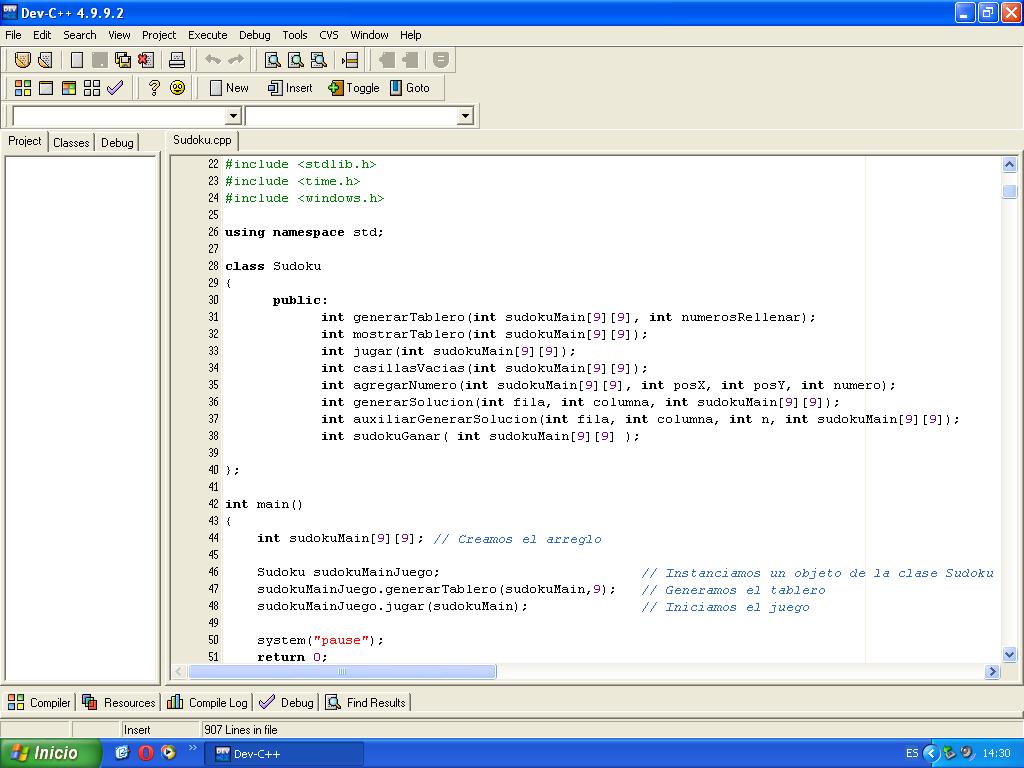 Dev-C++ 4.9.9.2
File Edit Search View Project Execute Debug Tools CVS Window Help
New Insert Toggle Goto
Project Classes Debug
Sudoku.cpp
22 #include <stdlib.h>
23 #include <time.h>
24 #include <windows.h>
25
26 using namespace std;
27
28 class Sudoku
29 {
30 public:
31 int generarTablero(int sudokuMain[9][9], int numerosRellenar);
32 int mostrarTablero(int sudokuMain[9][9]);
33 int jugar(int sudokuMain[9][9]);
34 int casillasVacias(int sudokuMain[9][9]);
35 int agregarNumero(int sudokuMain[9][9], int posX, int posY, int numero);
36 int generarSolucion(int fila, int columna, int sudokuMain[9][9]);
37 int auxiliarGenerarSolucion(int fila, int columna, int n, int sudokuMain[9][9]);
38 int sudokuGanar( int sudokuMain[9][9] );
39
40 };
41
42 int main()
43 {
44 int sudokuMain[9][9]; // Creamos el arreglo
45
46 Sudoku sudokuMainJuego; // Instanciamos un objeto de la clase Sudoku
47 sudokuMainJuego.generarTablero(sudokuMain,9); // Generamos el tablero
48 sudokuMainJuego.jugar(sudokuMain); // Iniciamos el juego
49
50 system("pause");
51 return 0;
Compiler Resources Compile Log Debug Find Results
Insert 907 Lines in file
Inicio Dev-C++ ES 14:30